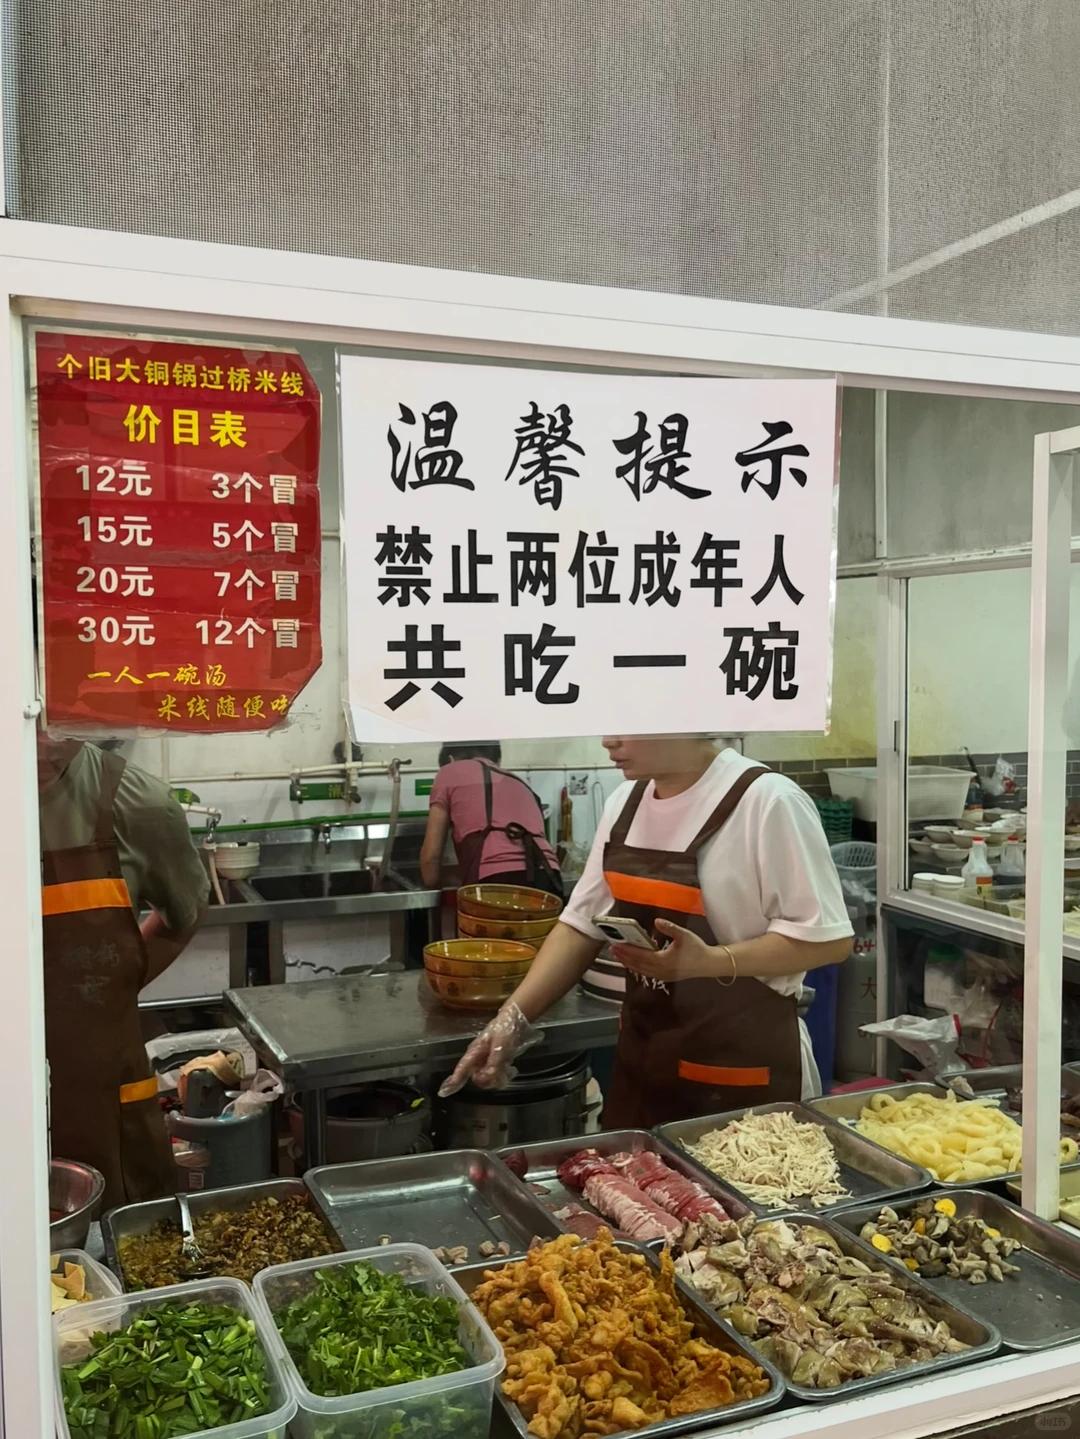 个旧大铜锅过桥米线
价目表
12元 3个冒
15元 5个冒
20元 7个冒
30元 12个冒
一人一碗汤
米线随便吃
温馨提示
禁止两位成年人
共吃一碗
小红书